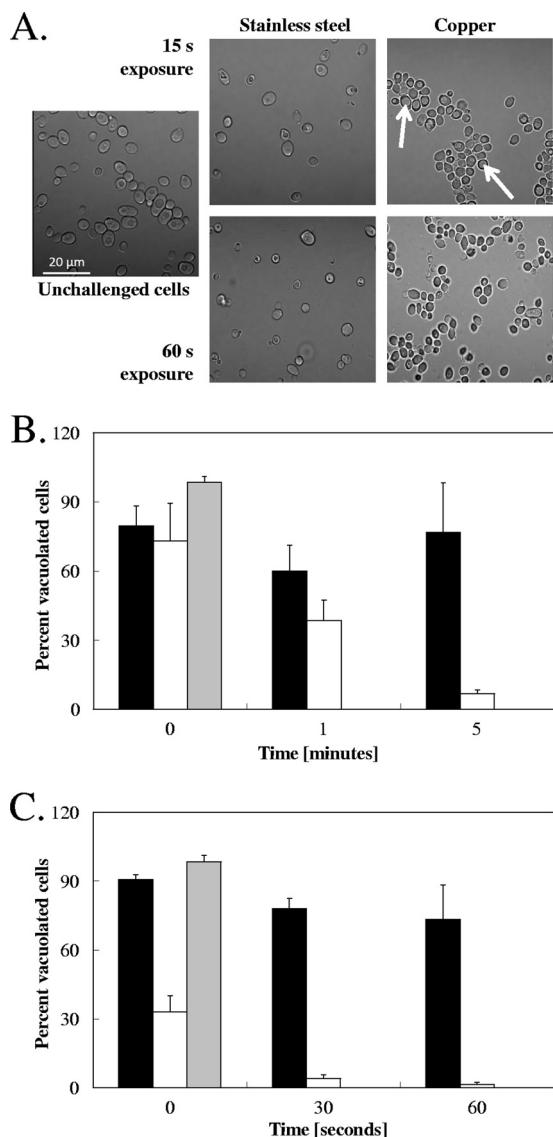 A.
Stainless steel
Copper
15 s
exposure
20 µm
Unchallenged cells
60 s
exposure
B.
120
90
60
30
0
Percent vacuolated cells
0
1
5
Time [minutes]
C.
120
90
60
30
0
Percent vacuolated cells
0
30
60
Time [seconds]